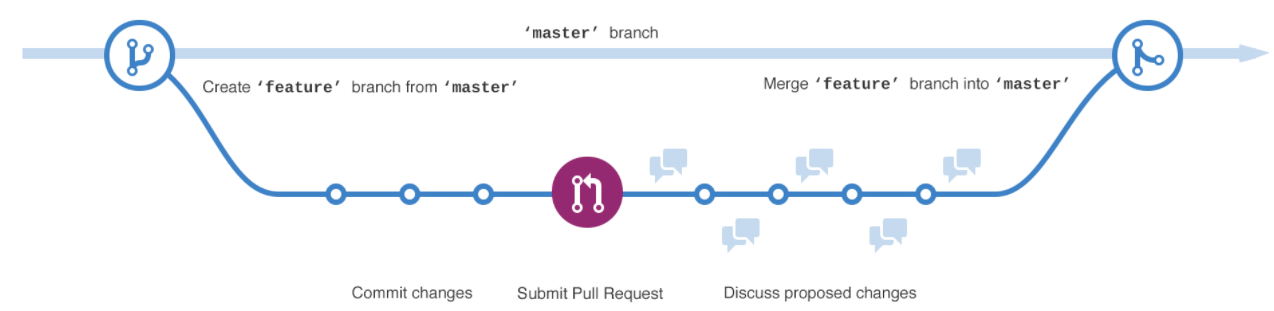 ‘master’ branch
Create ‘feature’ branch from ‘master’
Merge ‘feature’ branch into ‘master’
Commit changes
Submit Pull Request
Discuss proposed changes